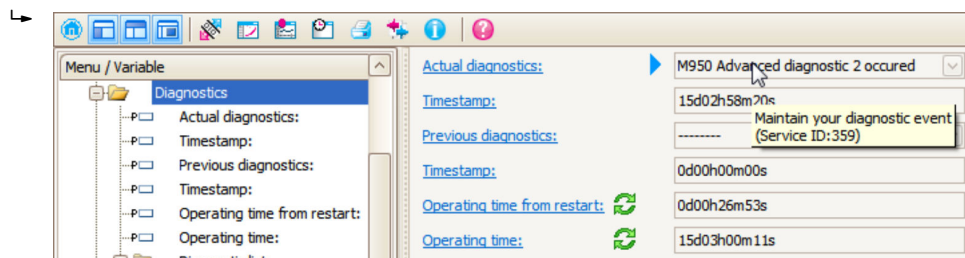 Menu / Variable
Diagnostics
Actual diagnostics:
Timestamp:
Previous diagnostics:
Timestamp:
Operating time from restart:
Operating time:
Actual diagnostics:
M950 Advanced diagnostic 2 occured
Timestamp:
15d02h58m20s
Maintain your diagnostic event
(Service ID:359)
Previous diagnostics:
--------
Timestamp:
0d00h00m00s
Operating time from restart:
0d00h26m53s
Operating time:
15d03h00m11s